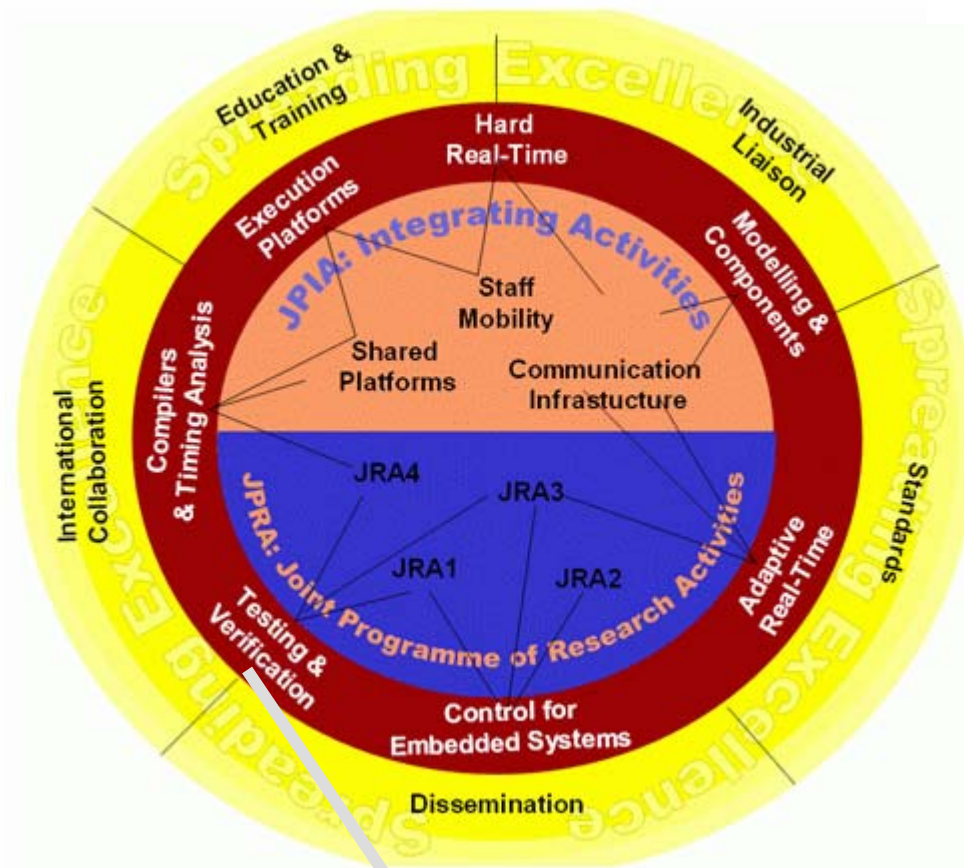 Spreading Excellence
Education &
Training
Industrial
Liaison
Hard
Real-Time
Execution
Platforms
Modelling &
Components
JPIA: Integrating Activities
Staff
Mobility
Shared
Platforms
Communication
Infrastucture
International
Collaboration
Compilers
& Timing Analysis
JRA4
JRA3
JRA1
JRA2
JPRA: Joint Programme of Research Activities
Adaptive
Real-Time
Standards
Spreading Excellence
Testing &
Verification
Control for
Embedded Systems
Dissemination
Spreadihg Excellence